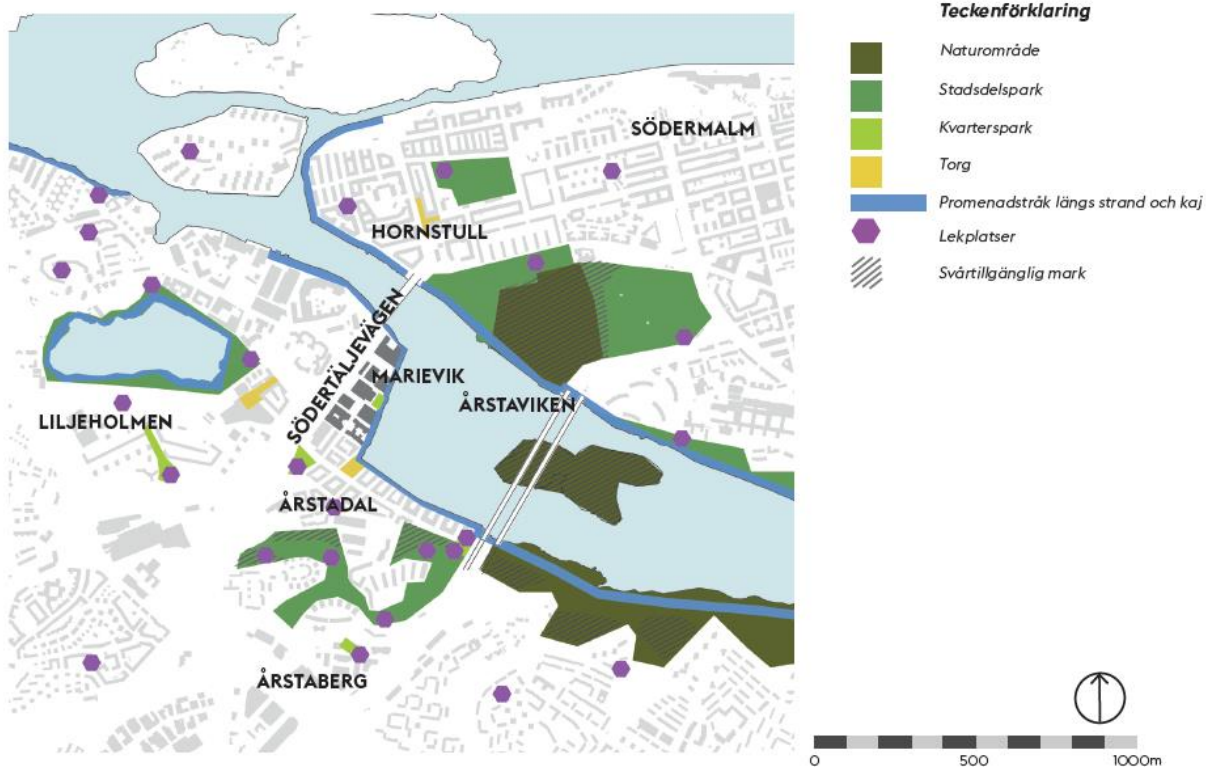 Teckenförklaring
Naturområde
Stadsdelspark
Kvarterspark
Torg
Promenadstråk längs strand och kaj
Lekplatser
Svårtillgänglig mark
SÖDERMALM
HORNSTULL
SÖDERTÄLJEVÄGEN
MARIEVIK
ÅRSTAVIKEN
LILJEHOLMEN
ÅRSTADAL
ÅRSTABERG
0 500 1000m